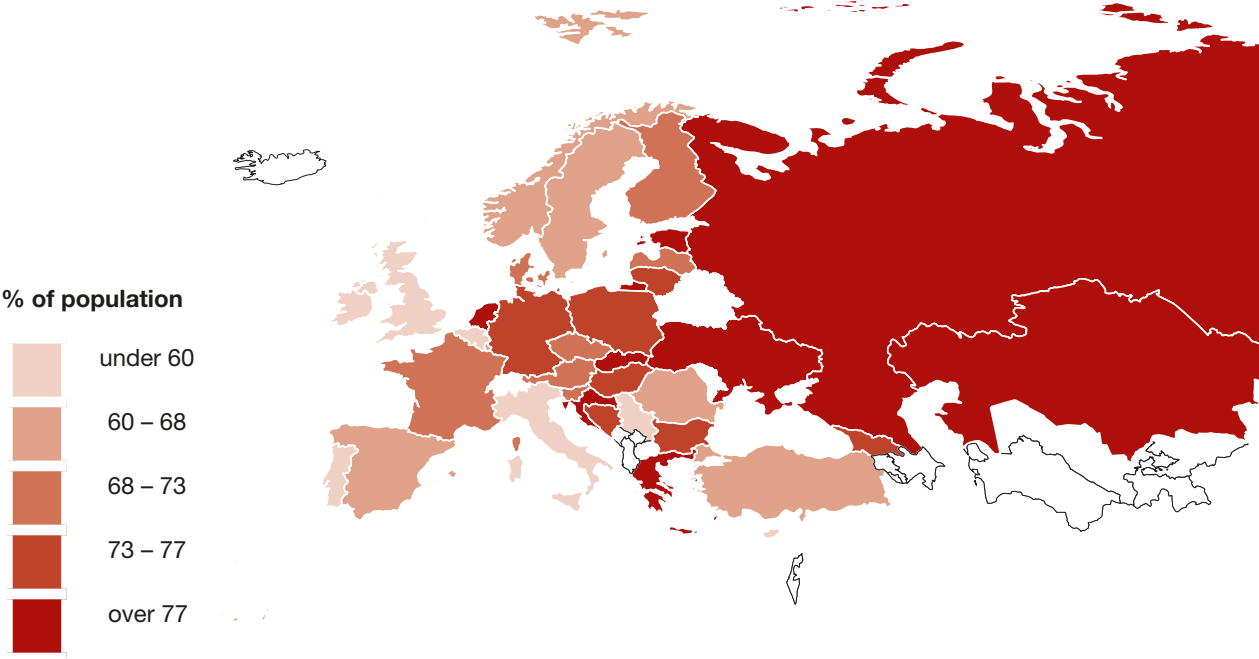 % of population
under 60
60 – 68
68 – 73
73 – 77
over 77